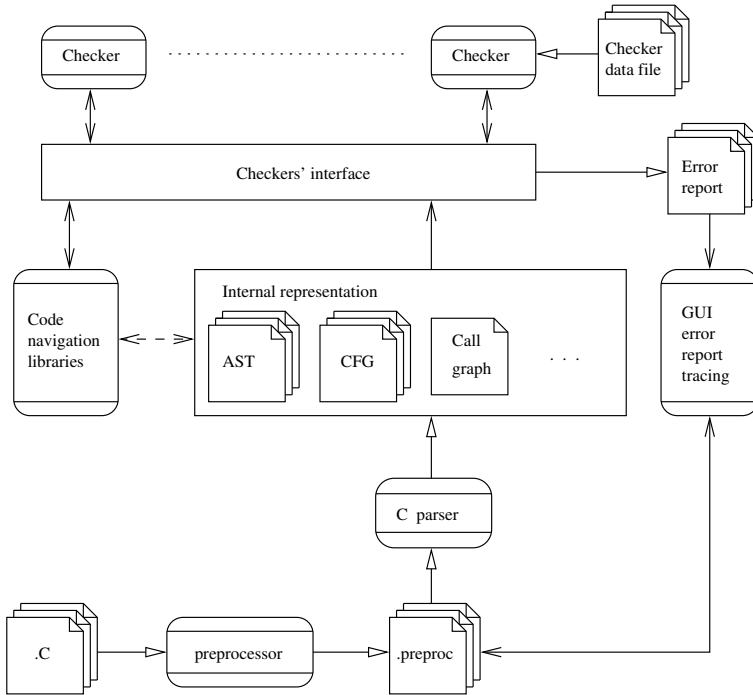 Checker
Checker
Checker
data file
Checkers' interface
Error
report
Code
navigation
libraries
Internal representation
AST
CFG
Call
graph
. . .
GUI
error
report
tracing
C parser
.C
preprocessor
.preproc